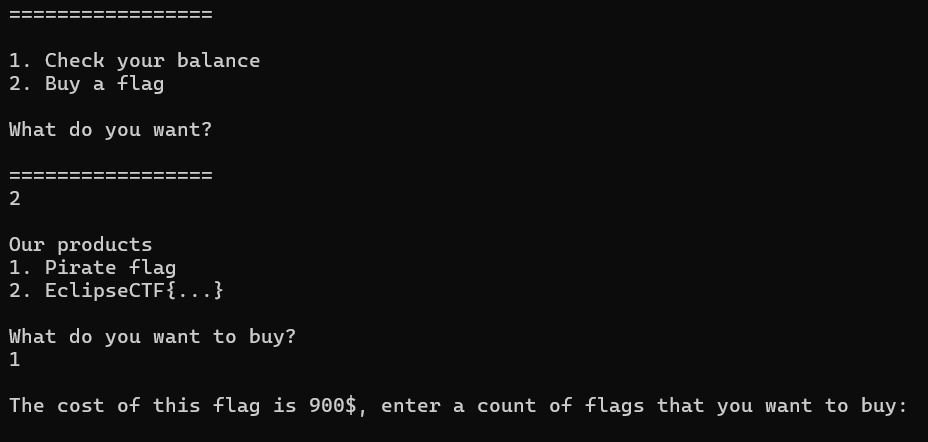 =================
1. Check your balance
2. Buy a flag
What do you want?
=================
2
Our products
1. Pirate flag
2. EclipseCTF{...}
What do you want to buy?
1
The cost of this flag is 900$, enter a count of flags that you want to buy: